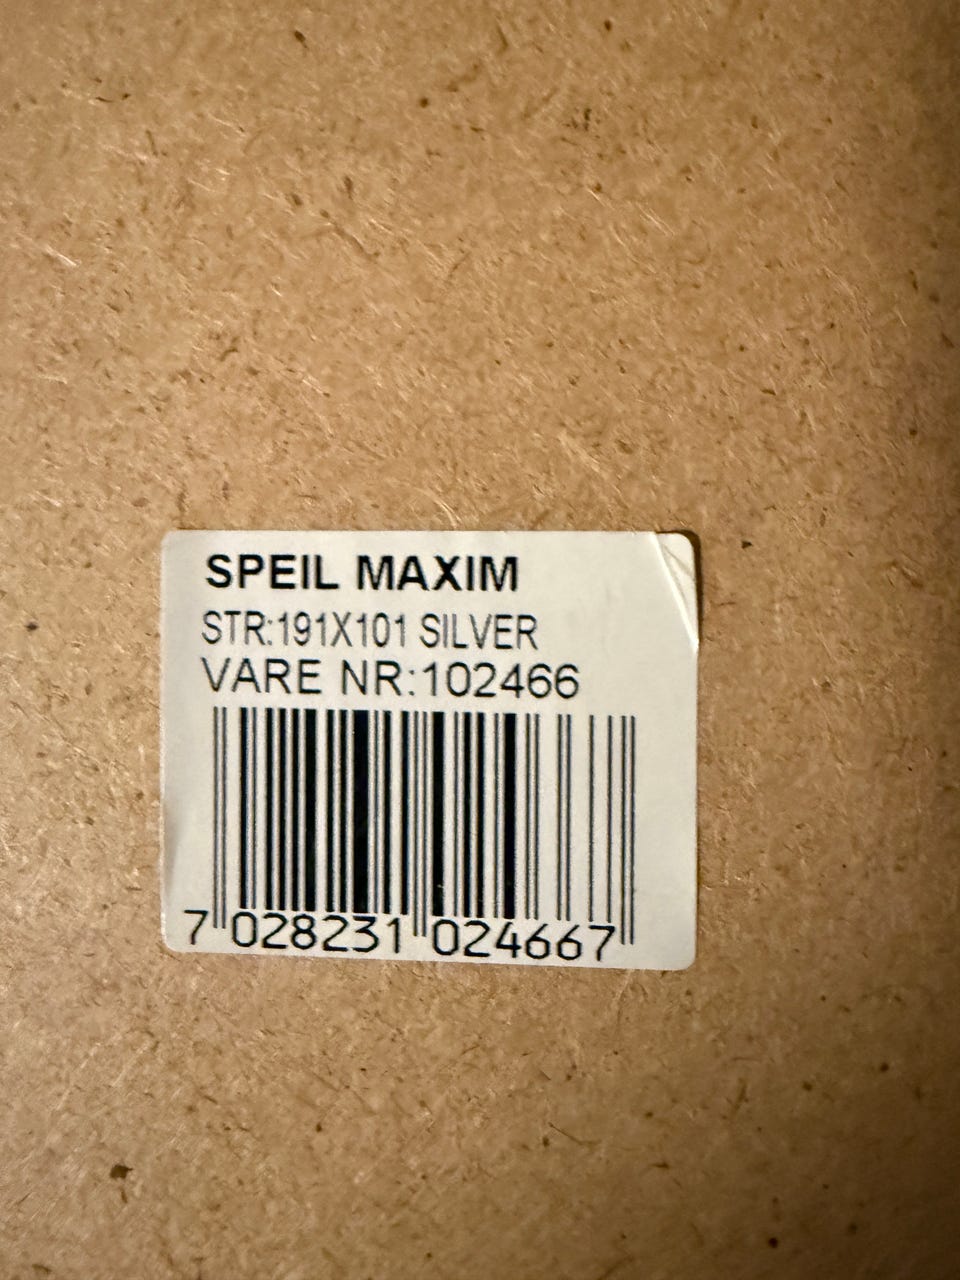 SPEIL MAXIM
STR:191X101 SILVER
VARE NR:102466
7 028231 024667